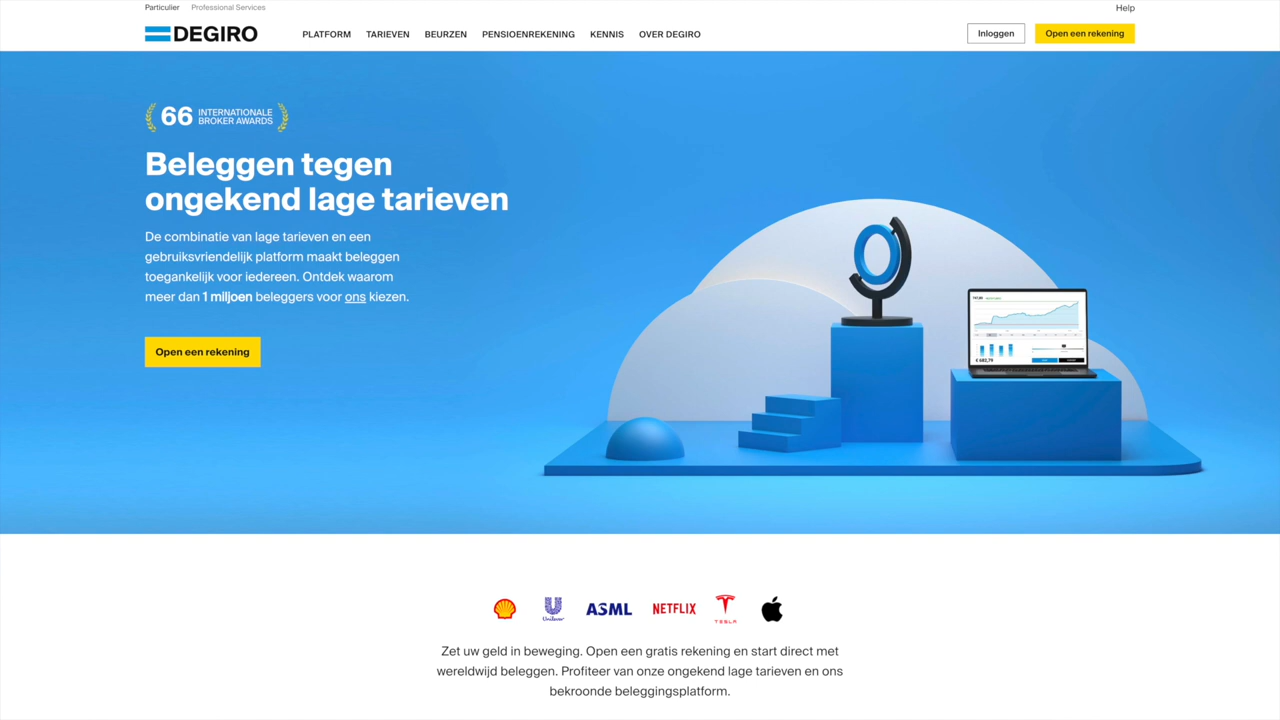 Particulier
Professional Services
Help
DEGIRO
PLATFORM
TARIEVEN
BEURZEN
PENSIOENREKENING
KENNIS
OVER DEGIRO
Inloggen
Open een rekening
66
INTERNATIONALE
BROKER AWARDS
Beleggen tegen
ongekend lage tarieven
De combinatie van lage tarieven en een
gebruiksvriendelijk platform maakt beleggen
toegankelijk voor iedereen. Ontdek waarom
meer dan 1 miljoen beleggers voor ons kiezen.
Open een rekening
€ 682,79
Unilever
ASML
NETFLIX
TESLA
Zet uw geld in beweging. Open een gratis rekening en start direct met
wereldwijd beleggen. Profiteer van onze ongekend lage tarieven en ons
bekroonde beleggingsplatform.